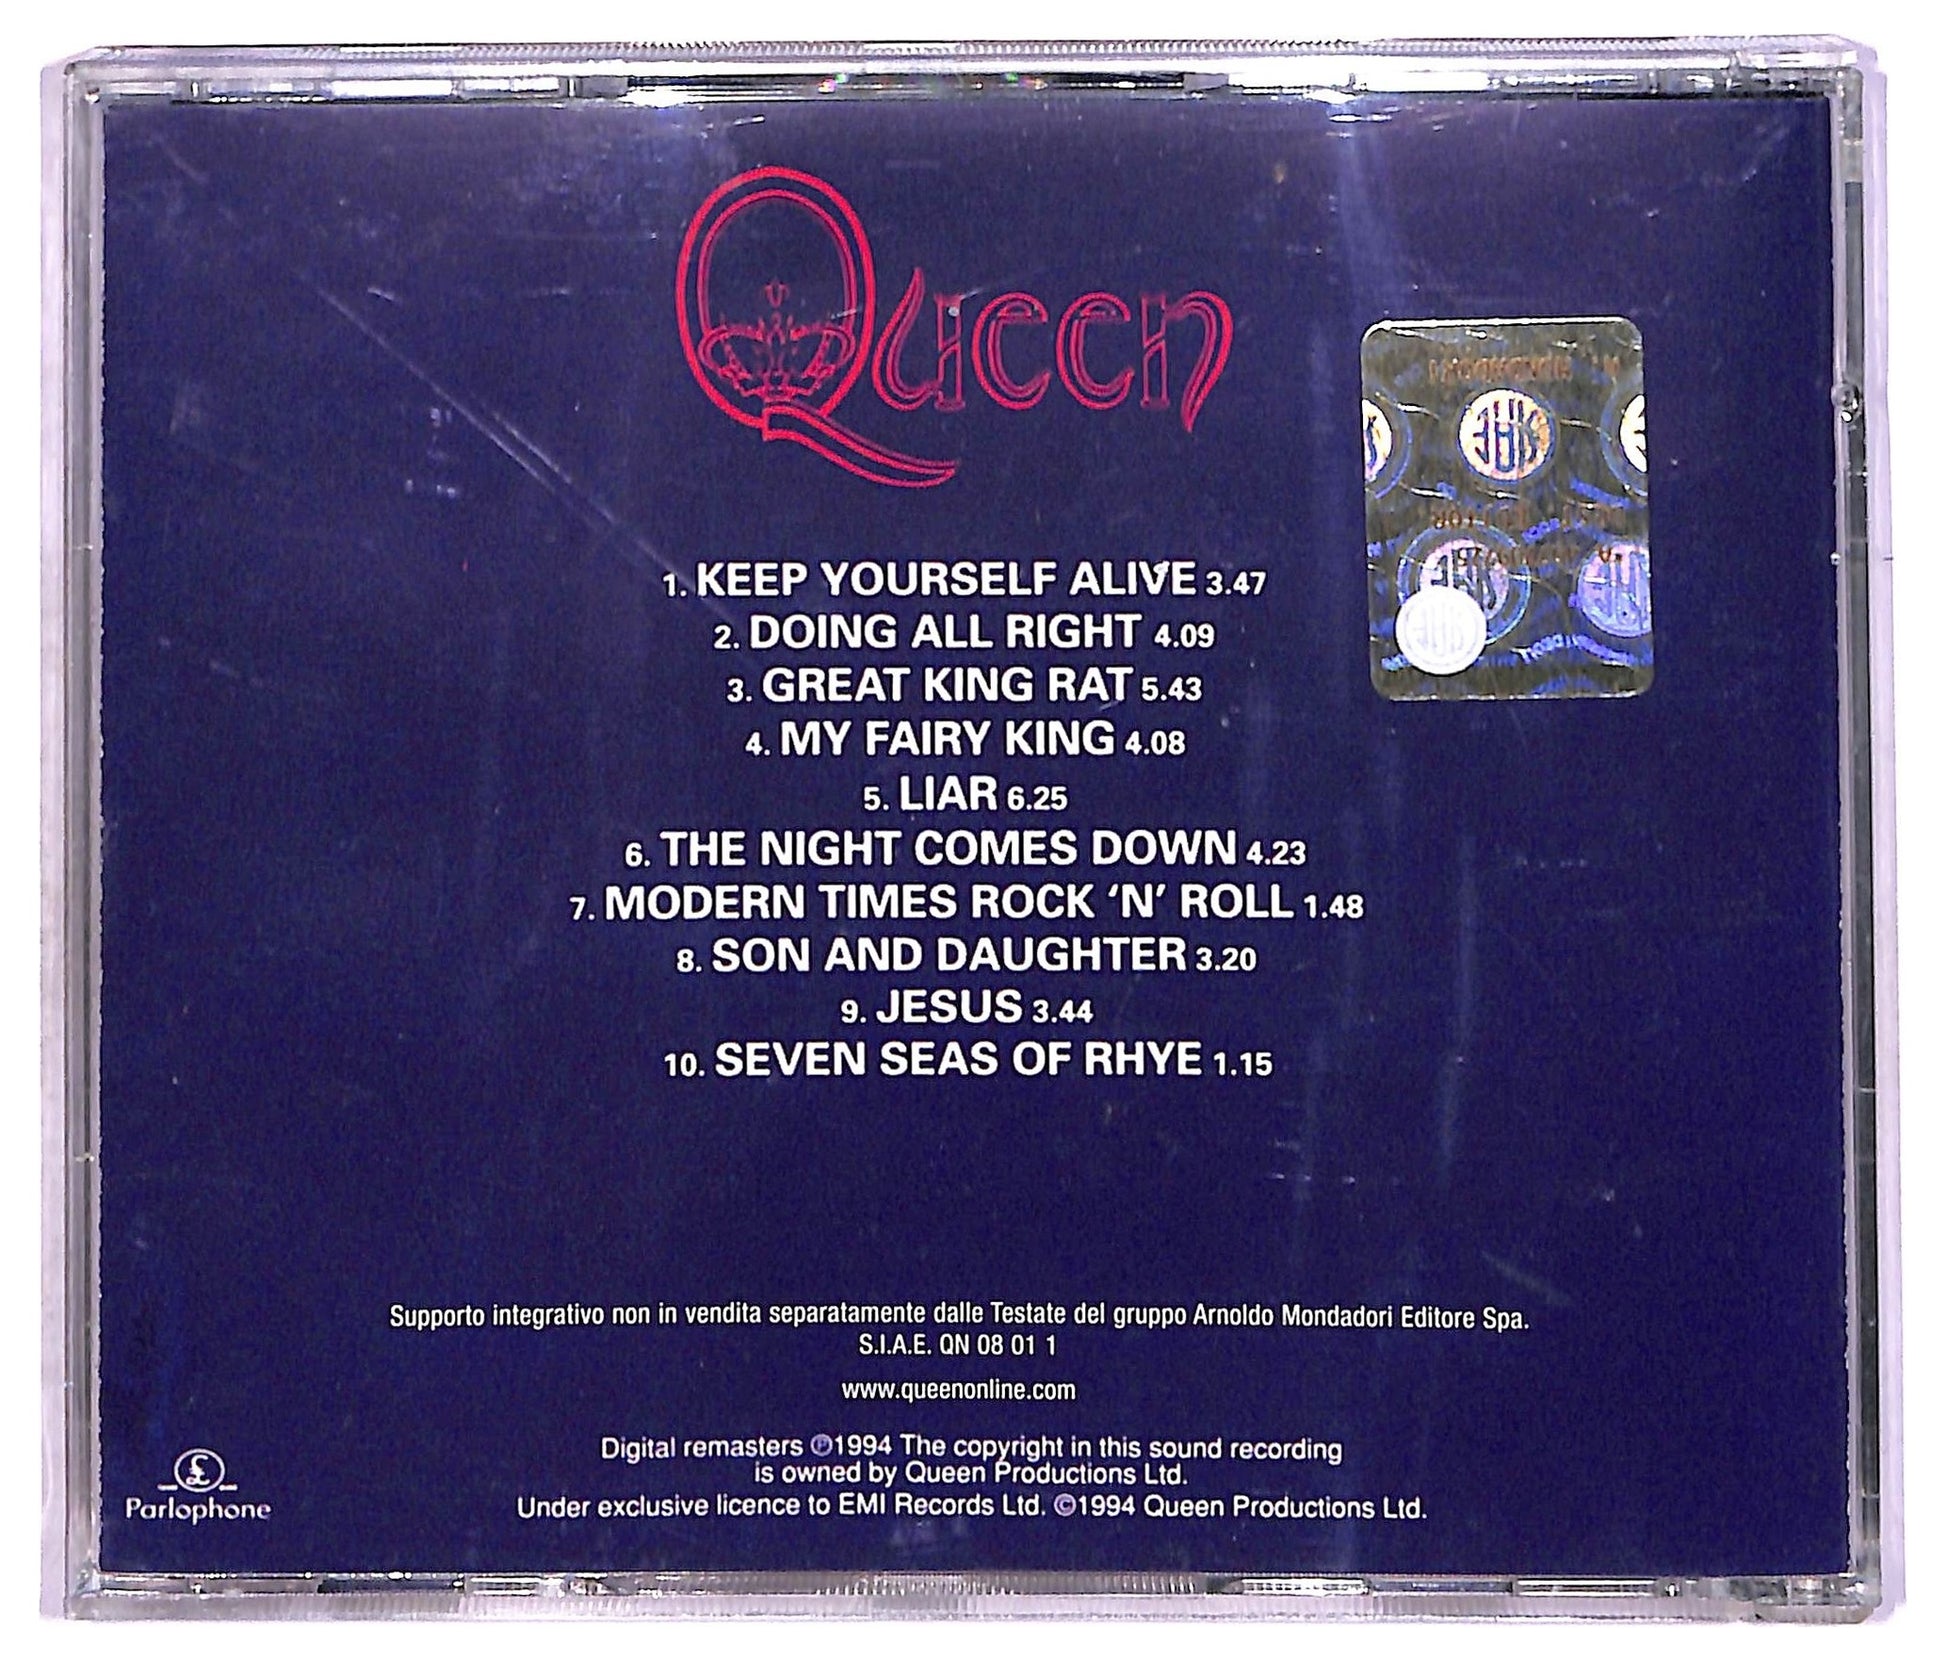 Queen
1. KEEP YOURSELF ALIVE 3.47
2. DOING ALL RIGHT 4.09
3. GREAT KING RAT 5.43
4. MY FAIRY KING 4.08
5. LIAR 6.25
6. THE NIGHT COMES DOWN 4.23
7. MODERN TIMES ROCK ‘N’ ROLL 1.48
8. SON AND DAUGHTER 3.20
9. JESUS 3.44
10. SEVEN SEAS OF RHYE 1.15
Supporto integrativo non in vendita separatamente dalle Testate del gruppo Arnoldo Mondadori Editore Spa.
S.I.A.E. QN 08 01 1
www.queenonline.com
Digital remasters ℗1994 The copyright in this sound recording
is owned by Queen Productions Ltd.
Under exclusive licence to EMI Records Ltd. ©1994 Queen Productions Ltd.
£
Parlophone